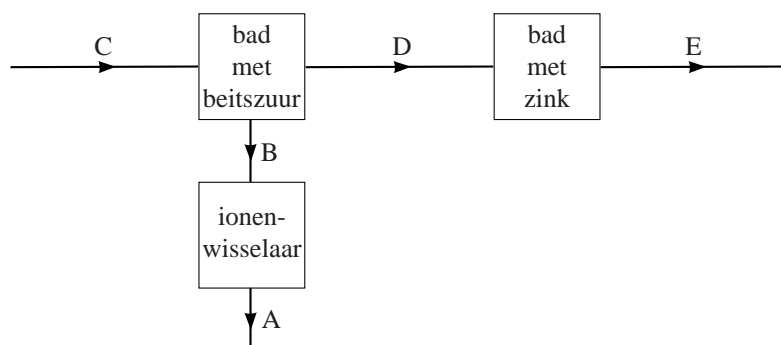 C
bad
met
beitszuur
D
bad
met
zink
E
B
ionen-
wisselaar
A